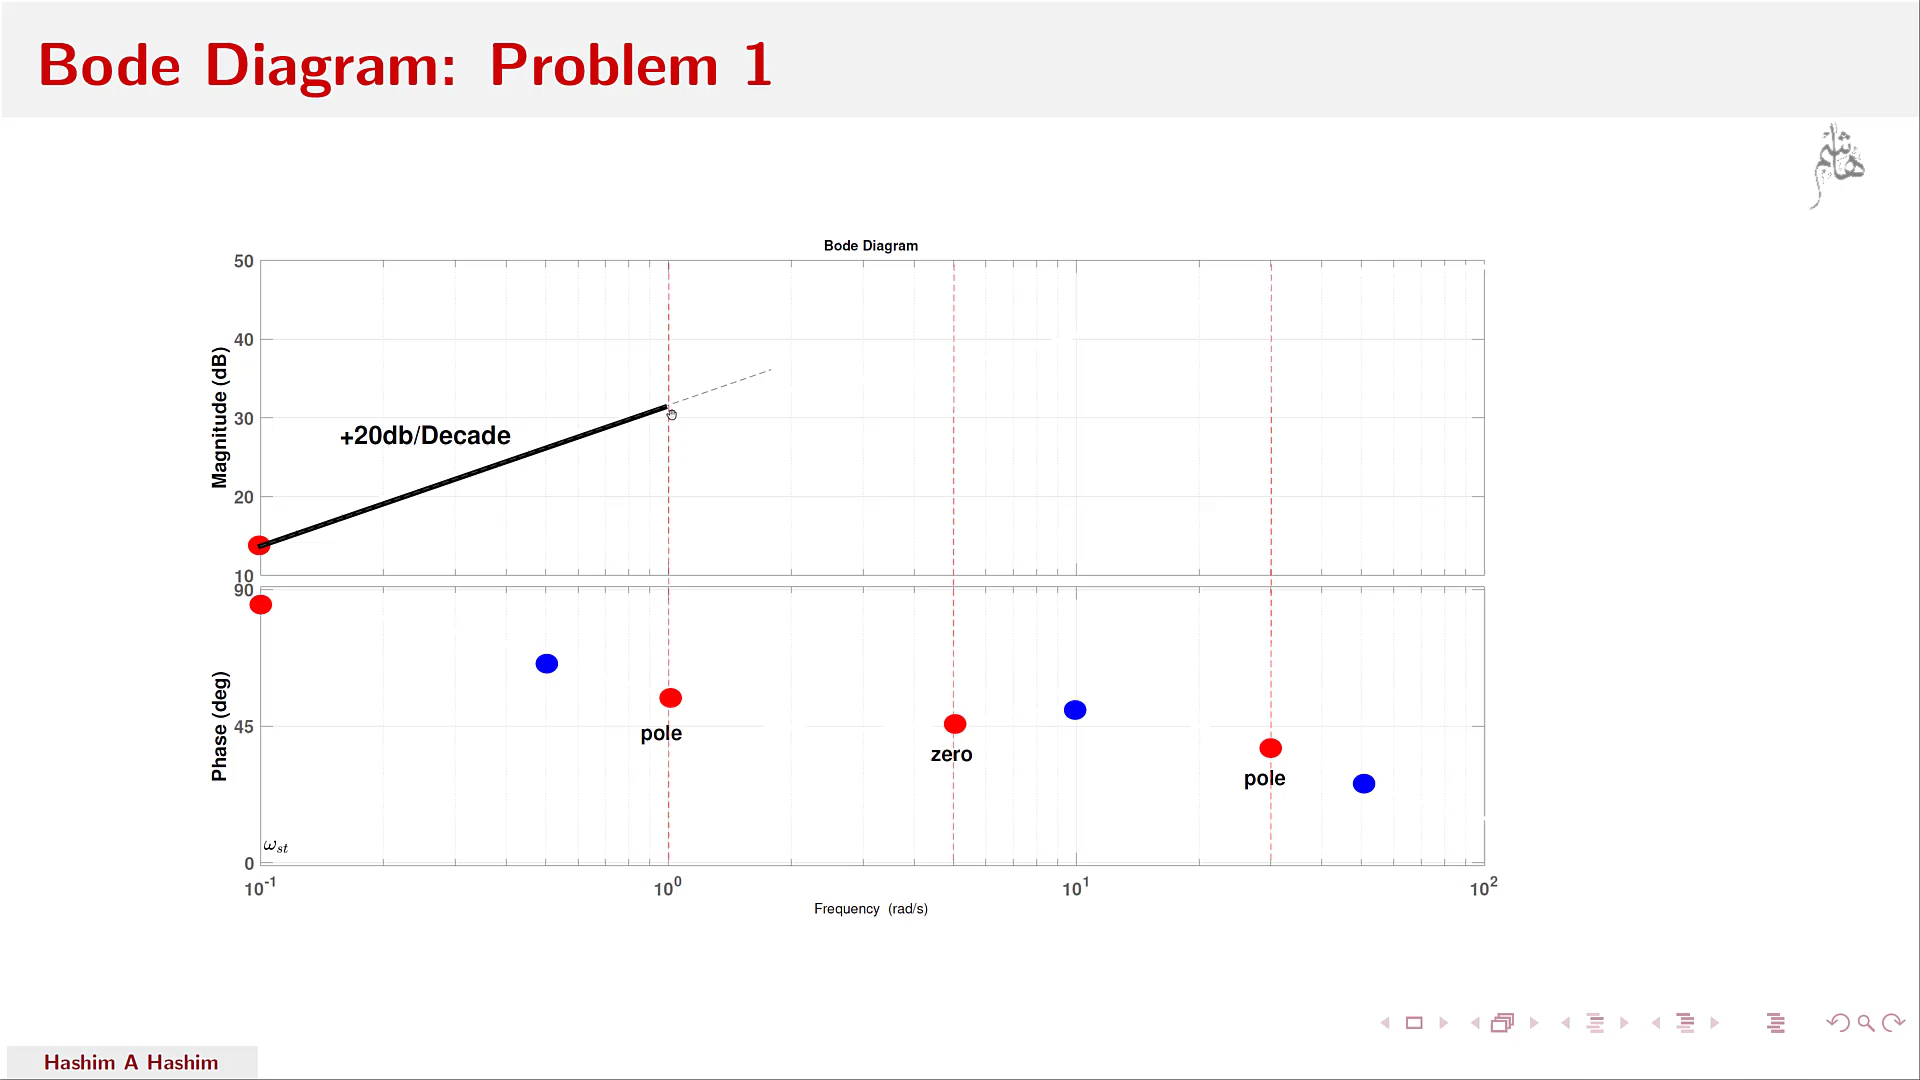 Bode Diagram: Problem 1
هاشم
Bode Diagram
50
40
30
20
10
Magnitude (dB)
+20db/Decade
90
45
0
Phase (deg)
pole
zero
pole
ω_st
10^-1
10^0
10^1
10^2
Frequency (rad/s)
Hashim A Hashim